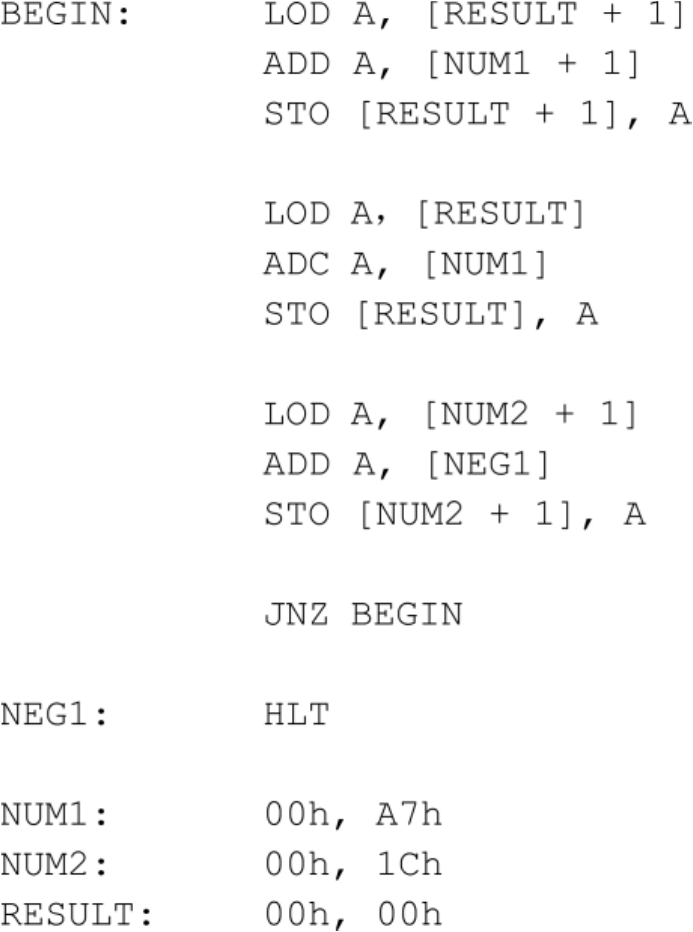 BEGIN: LOD A, [RESULT + 1]
ADD A, [NUM1 + 1]
STO [RESULT + 1], A
LOD A, [RESULT]
ADC A, [NUM1]
STO [RESULT], A
LOD A, [NUM2 + 1]
ADD A, [NEG1]
STO [NUM2 + 1], A
JNZ BEGIN
NEG1: HLT
NUM1: 00h, A7h
NUM2: 00h, 1Ch
RESULT: 00h, 00h